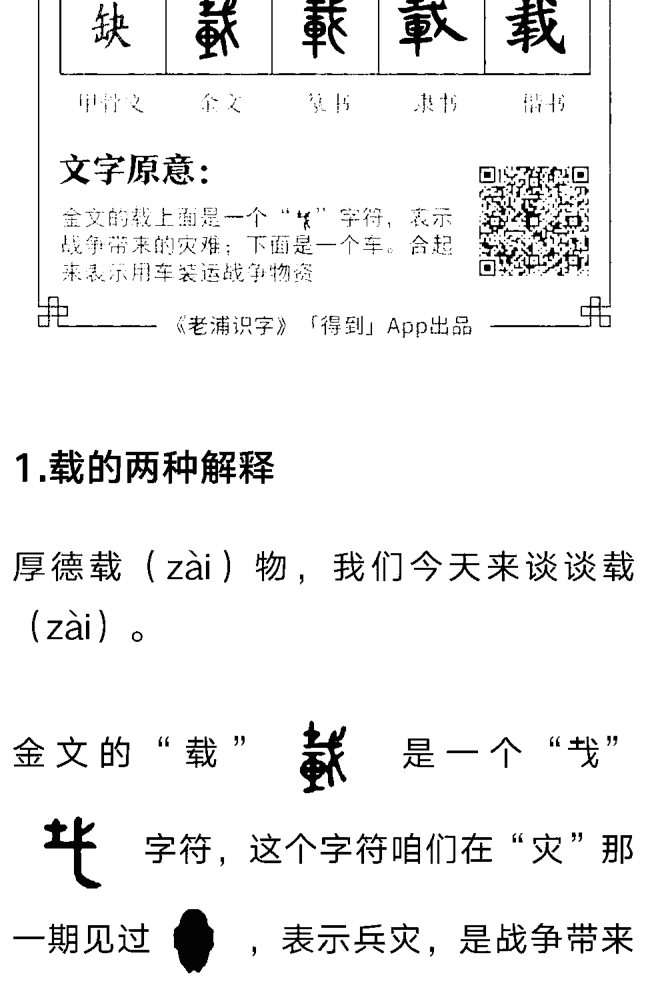 缺 載 載 載 载
甲骨文 金文 篆书 隶书 楷书
文字原意：
金文的载上面是一个“𢦏”字符，表示
战争带来的灾难；下面是一个车。合起
来表示用车装运战争物资
《老浦识字》「得到」App出品
1.载的两种解释
厚德载（zài）物，我们今天来谈谈载
（zài）。
金文的“载” 載 是一个“𢦏”
字符，这个字符咱们在“灾”那
一期见过 ，表示兵灾，是战争带来